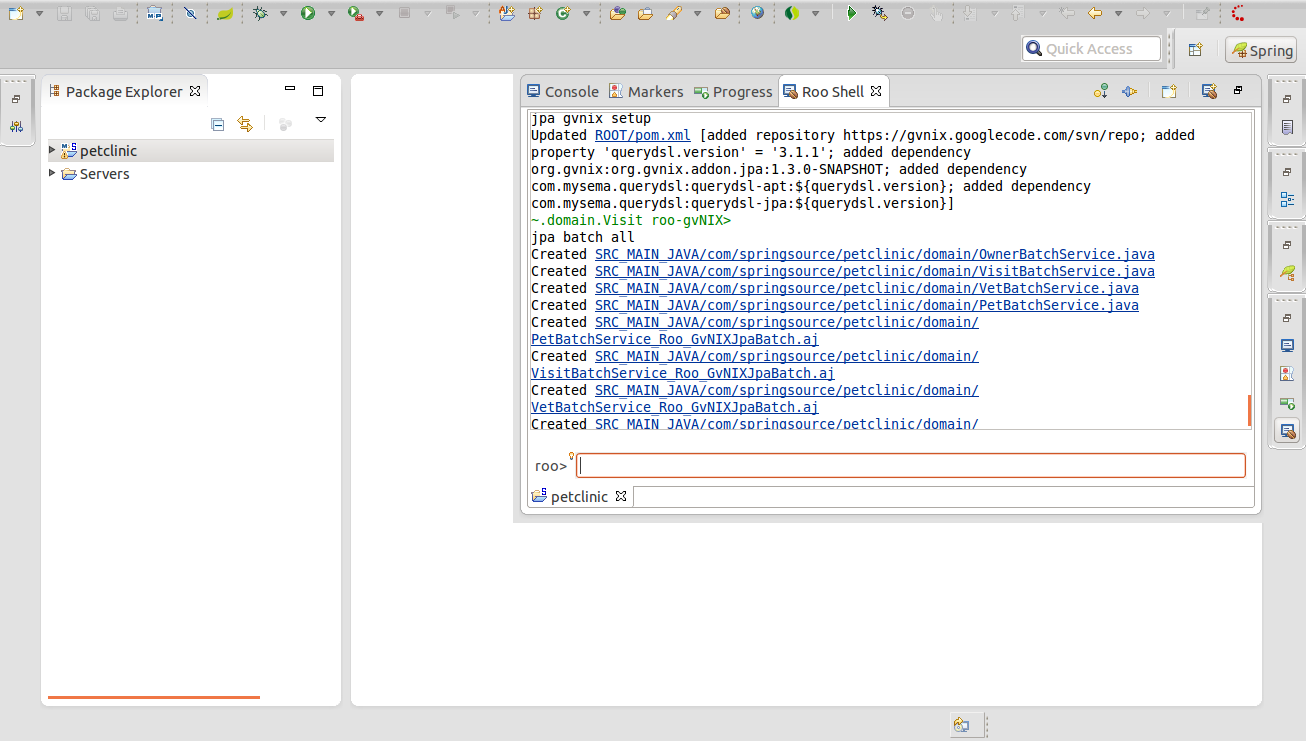 Quick Access
Spring
Package Explorer
petclinic
Servers
Console Markers Progress Roo Shell
jpa gvnix setup
Updated ROOT/pom.xml [added repository https://gvnix.googlecode.com/svn/repo; added
property 'querydsl.version' = '3.1.1'; added dependency
org.gvnix:org.gvnix.addon.jpa:1.3.0-SNAPSHOT; added dependency
com.mysema.querydsl:querydsl-apt:${querydsl.version}; added dependency
com.mysema.querydsl:querydsl-jpa:${querydsl.version}]
~.domain.Visit roo-gvNIX>
jpa batch all
Created SRC_MAIN_JAVA/com/springsource/petclinic/domain/OwnerBatchService.java
Created SRC_MAIN_JAVA/com/springsource/petclinic/domain/VisitBatchService.java
Created SRC_MAIN_JAVA/com/springsource/petclinic/domain/VetBatchService.java
Created SRC_MAIN_JAVA/com/springsource/petclinic/domain/PetBatchService.java
Created SRC_MAIN_JAVA/com/springsource/petclinic/domain/
PetBatchService_Roo_GvNIXJpaBatch.aj
Created SRC_MAIN_JAVA/com/springsource/petclinic/domain/
VisitBatchService_Roo_GvNIXJpaBatch.aj
Created SRC_MAIN_JAVA/com/springsource/petclinic/domain/
VetBatchService_Roo_GvNIXJpaBatch.aj
Created SRC_MAIN_JAVA/com/springsource/petclinic/domain/
roo>
petclinic